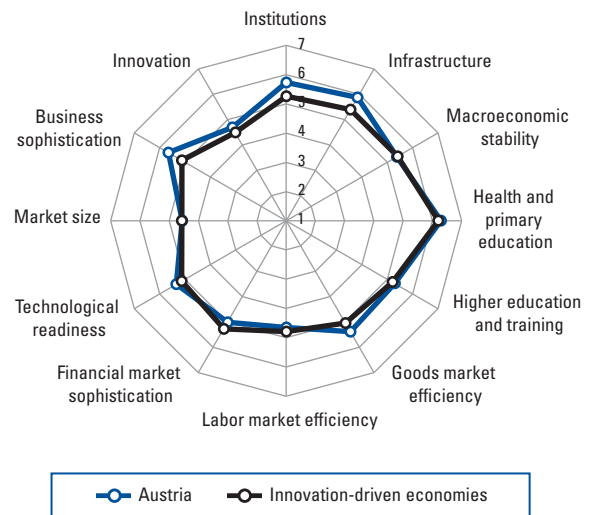 Institutions
7
6
5
4
3
2
1
Infrastructure
Macroeconomic
stability
Health and
primary
education
Higher education
and training
Goods market
efficiency
Labor market efficiency
Financial market
sophistication
Technological
readiness
Market size
Business
sophistication
Innovation
Austria
Innovation-driven economies